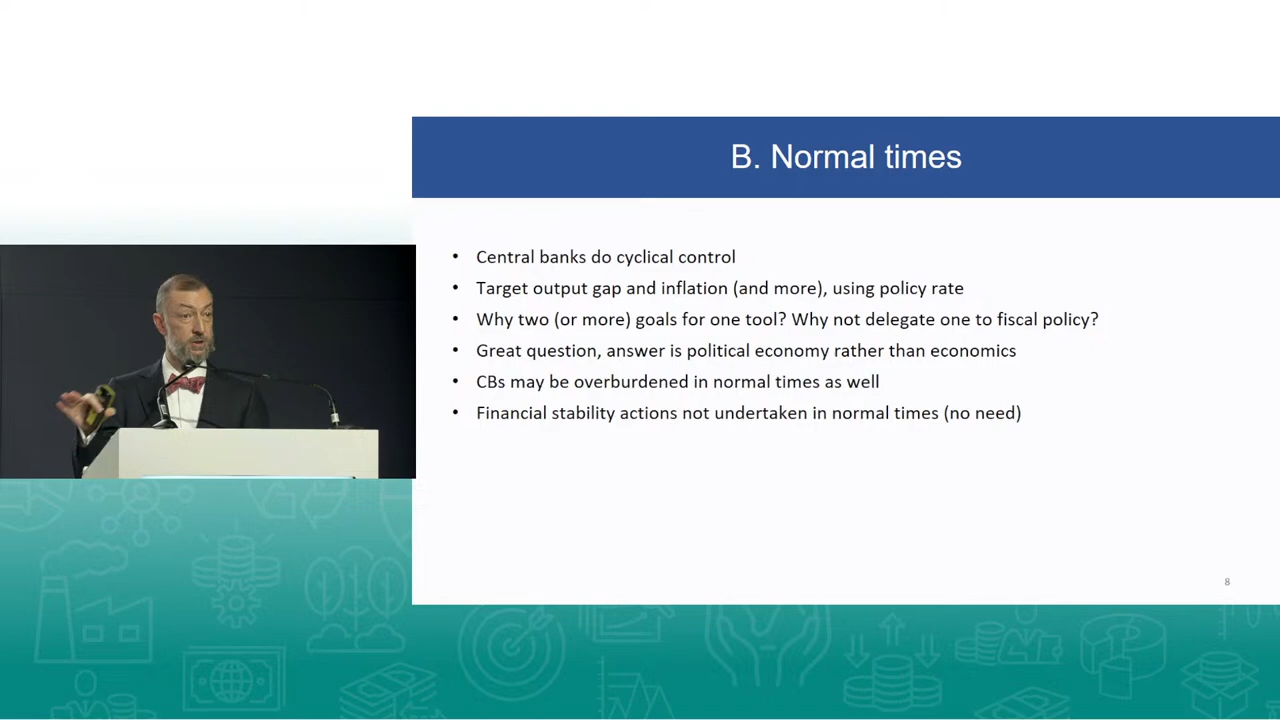 B. Normal times
• Central banks do cyclical control
• Target output gap and inflation (and more), using policy rate
• Why two (or more) goals for one tool? Why not delegate one to fiscal policy?
• Great question, answer is political economy rather than economics
• CBs may be overburdened in normal times as well
• Financial stability actions not undertaken in normal times (no need)
8